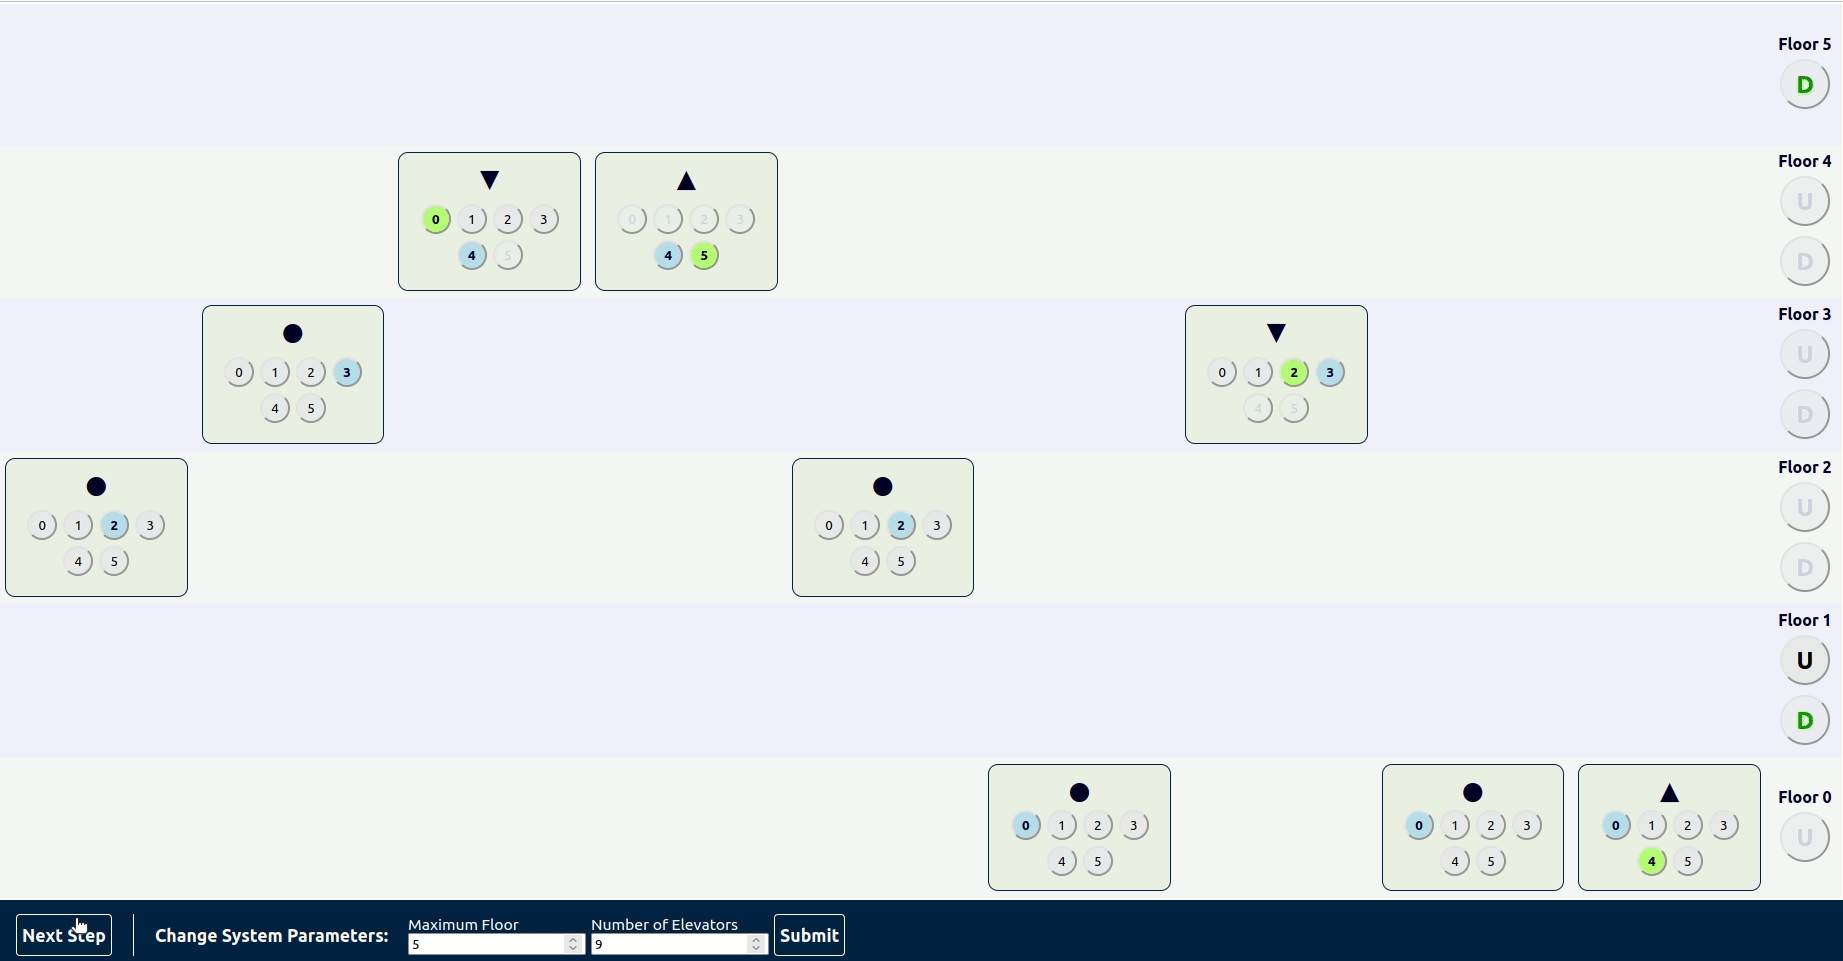 Floor 5
D
Floor 4
▼
▲
U
0 1 2 3
0 1 2 3
4 5
4 5
D
Floor 3
●
▼
U
0 1 2 3
0 1 2 3
4 5
4 5
D
Floor 2
●
●
U
0 1 2 3
0 1 2 3
4 5
4 5
D
Floor 1
U
D
Floor 0
●
●
▲
0 1 2 3
0 1 2 3
0 1 2 3
U
4 5
4 5
4 5
Next Step
Change System Parameters:
Maximum Floor
5
Number of Elevators
9
Submit